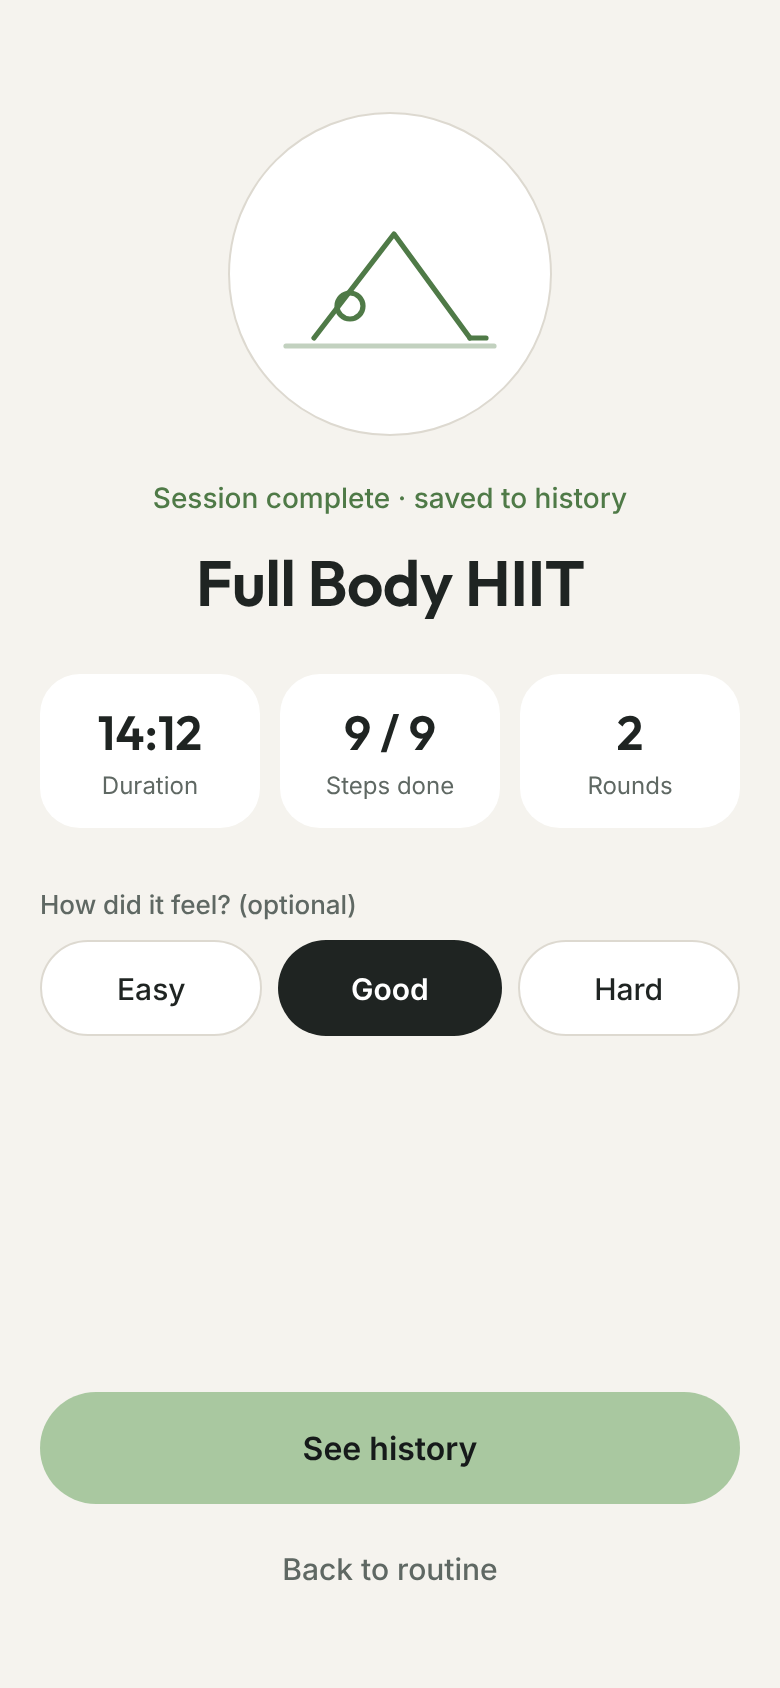 Session complete · saved to history
Full Body HIIT
14:12
Duration
9 / 9
Steps done
2
Rounds
How did it feel? (optional)
Easy
Good
Hard
See history
Back to routine